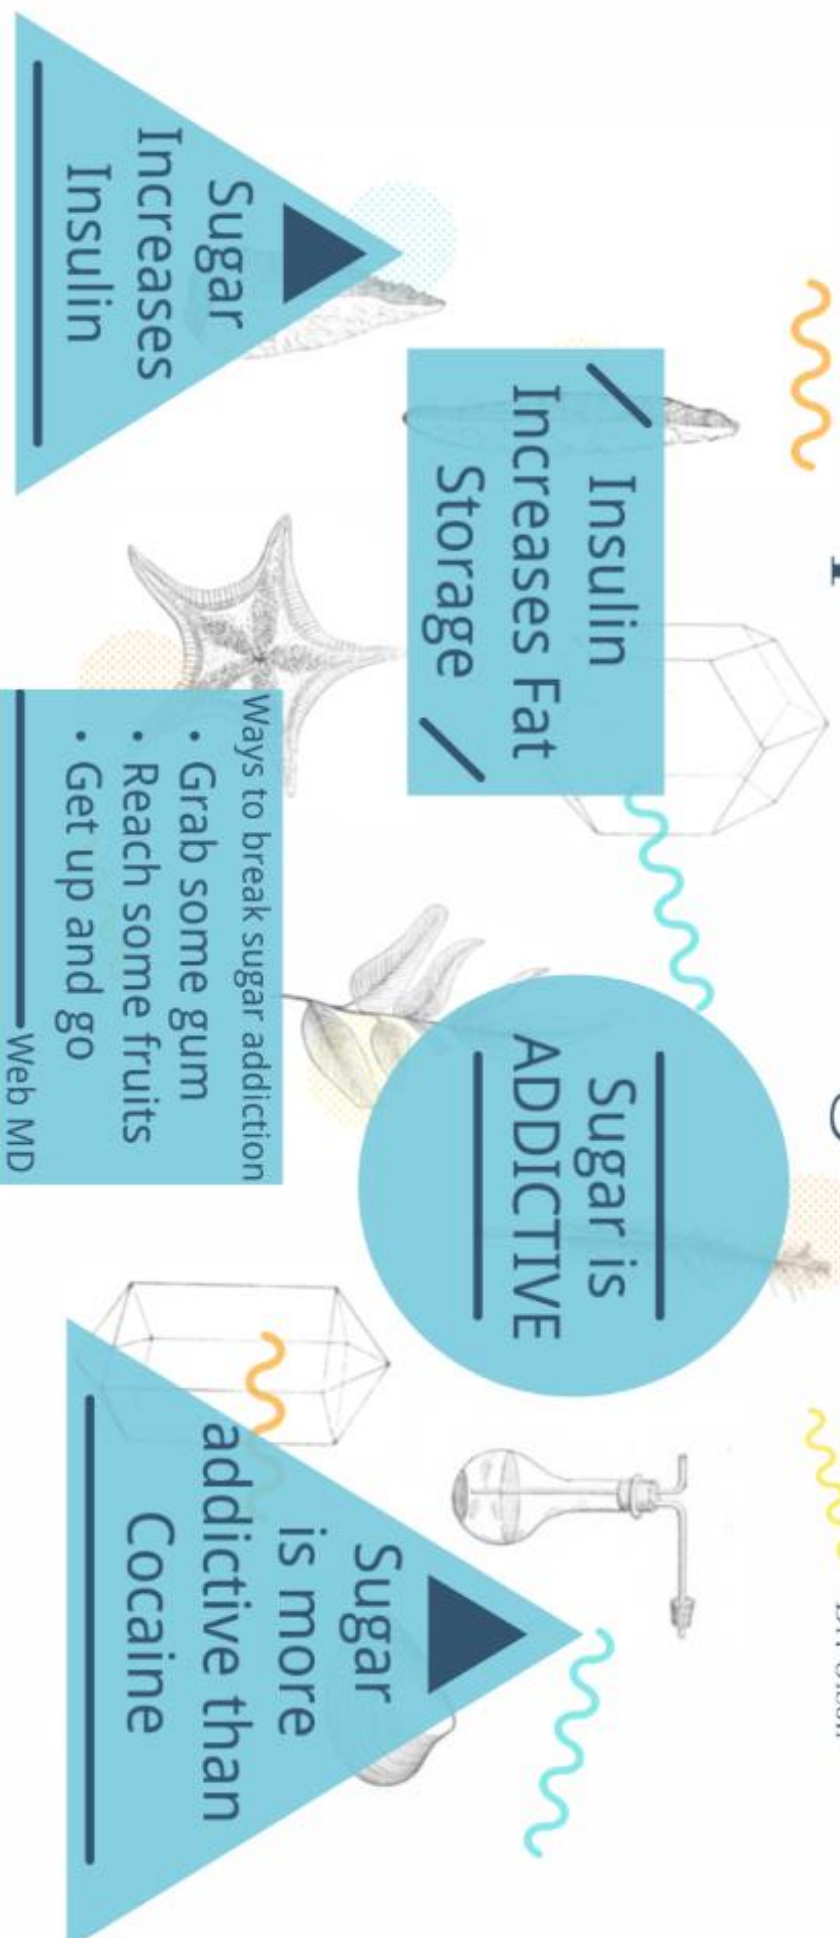 Sugar
Increases
Insulin
Insulin
Increases Fat
Storage
Ways to break sugar addiction
• Grab some gum
• Reach some fruits
• Get up and go
Web MD
Sugar is
ADDICTIVE
Sugar
is more
addictive than
Cocaine